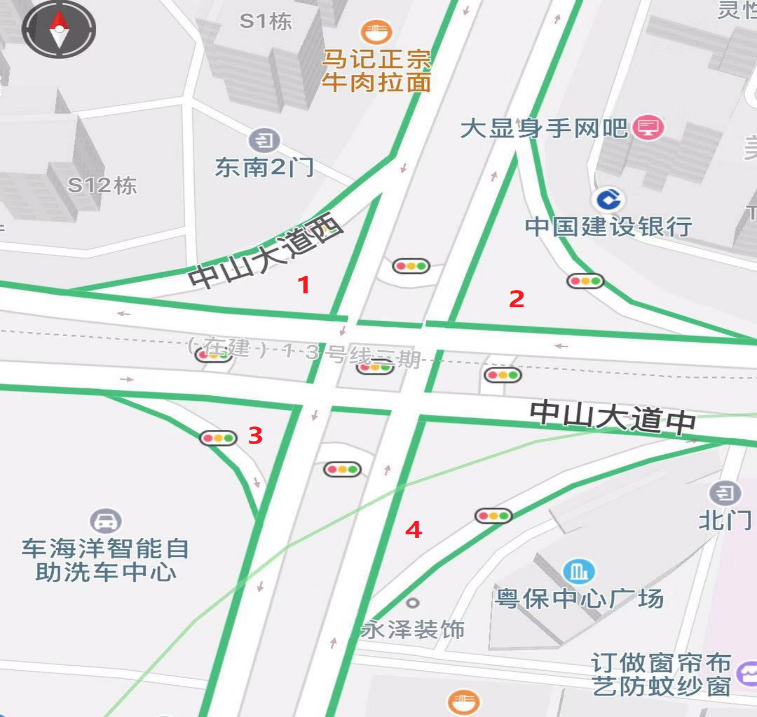 灵性
S1栋
马记正宗
牛肉拉面
大显身手网吧
美
东南2门
S12栋
中国建设银行
中山大道西
1
2
(在建)13号线二期
中山大道中
3
4
北门
车海洋智能自
助洗车中心
粤保中心广场
永泽装饰
订做窗帘布
艺防蚊纱窗